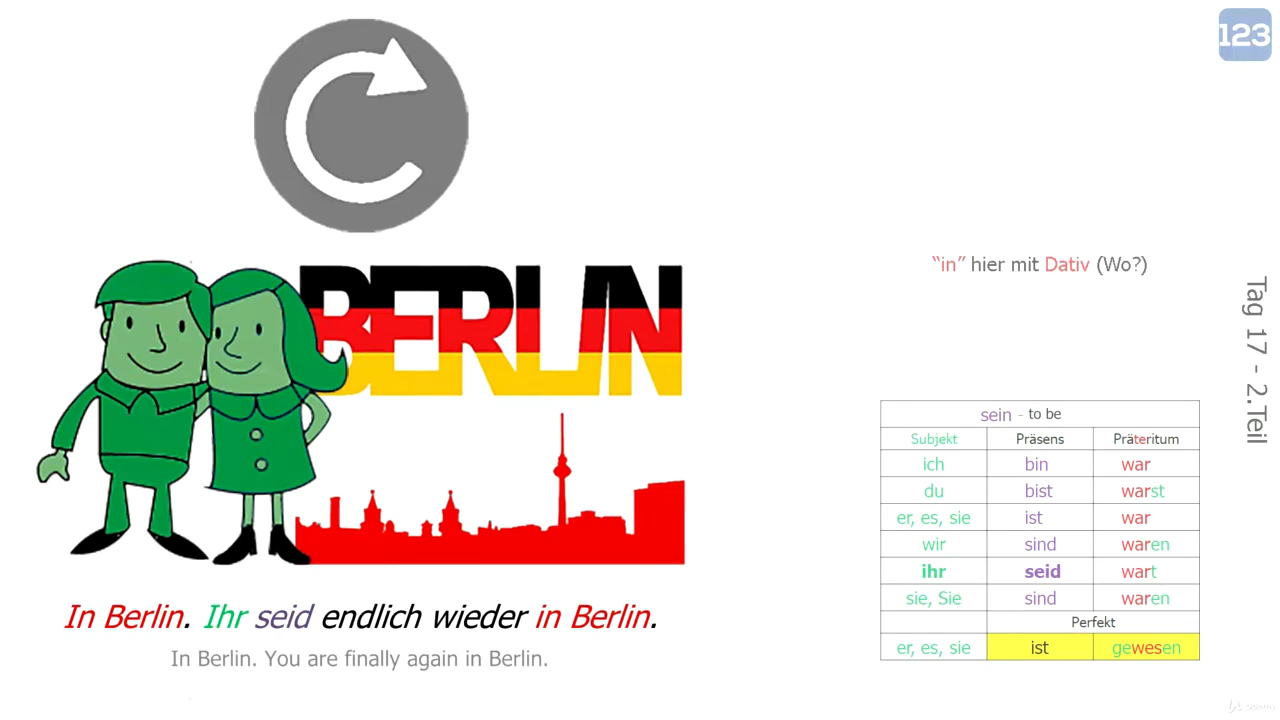 123
BERLIN
"in" hier mit Dativ (Wo?)
Tag 17 - 2.Teil
sein - to be
Subjekt Präsens Präteritum
ich bin war
du bist warst
er, es, sie ist war
wir sind waren
ihr seid wart
sie, Sie sind waren
Perfekt
er, es, sie ist gewesen
In Berlin. Ihr seid endlich wieder in Berlin.
In Berlin. You are finally again in Berlin.